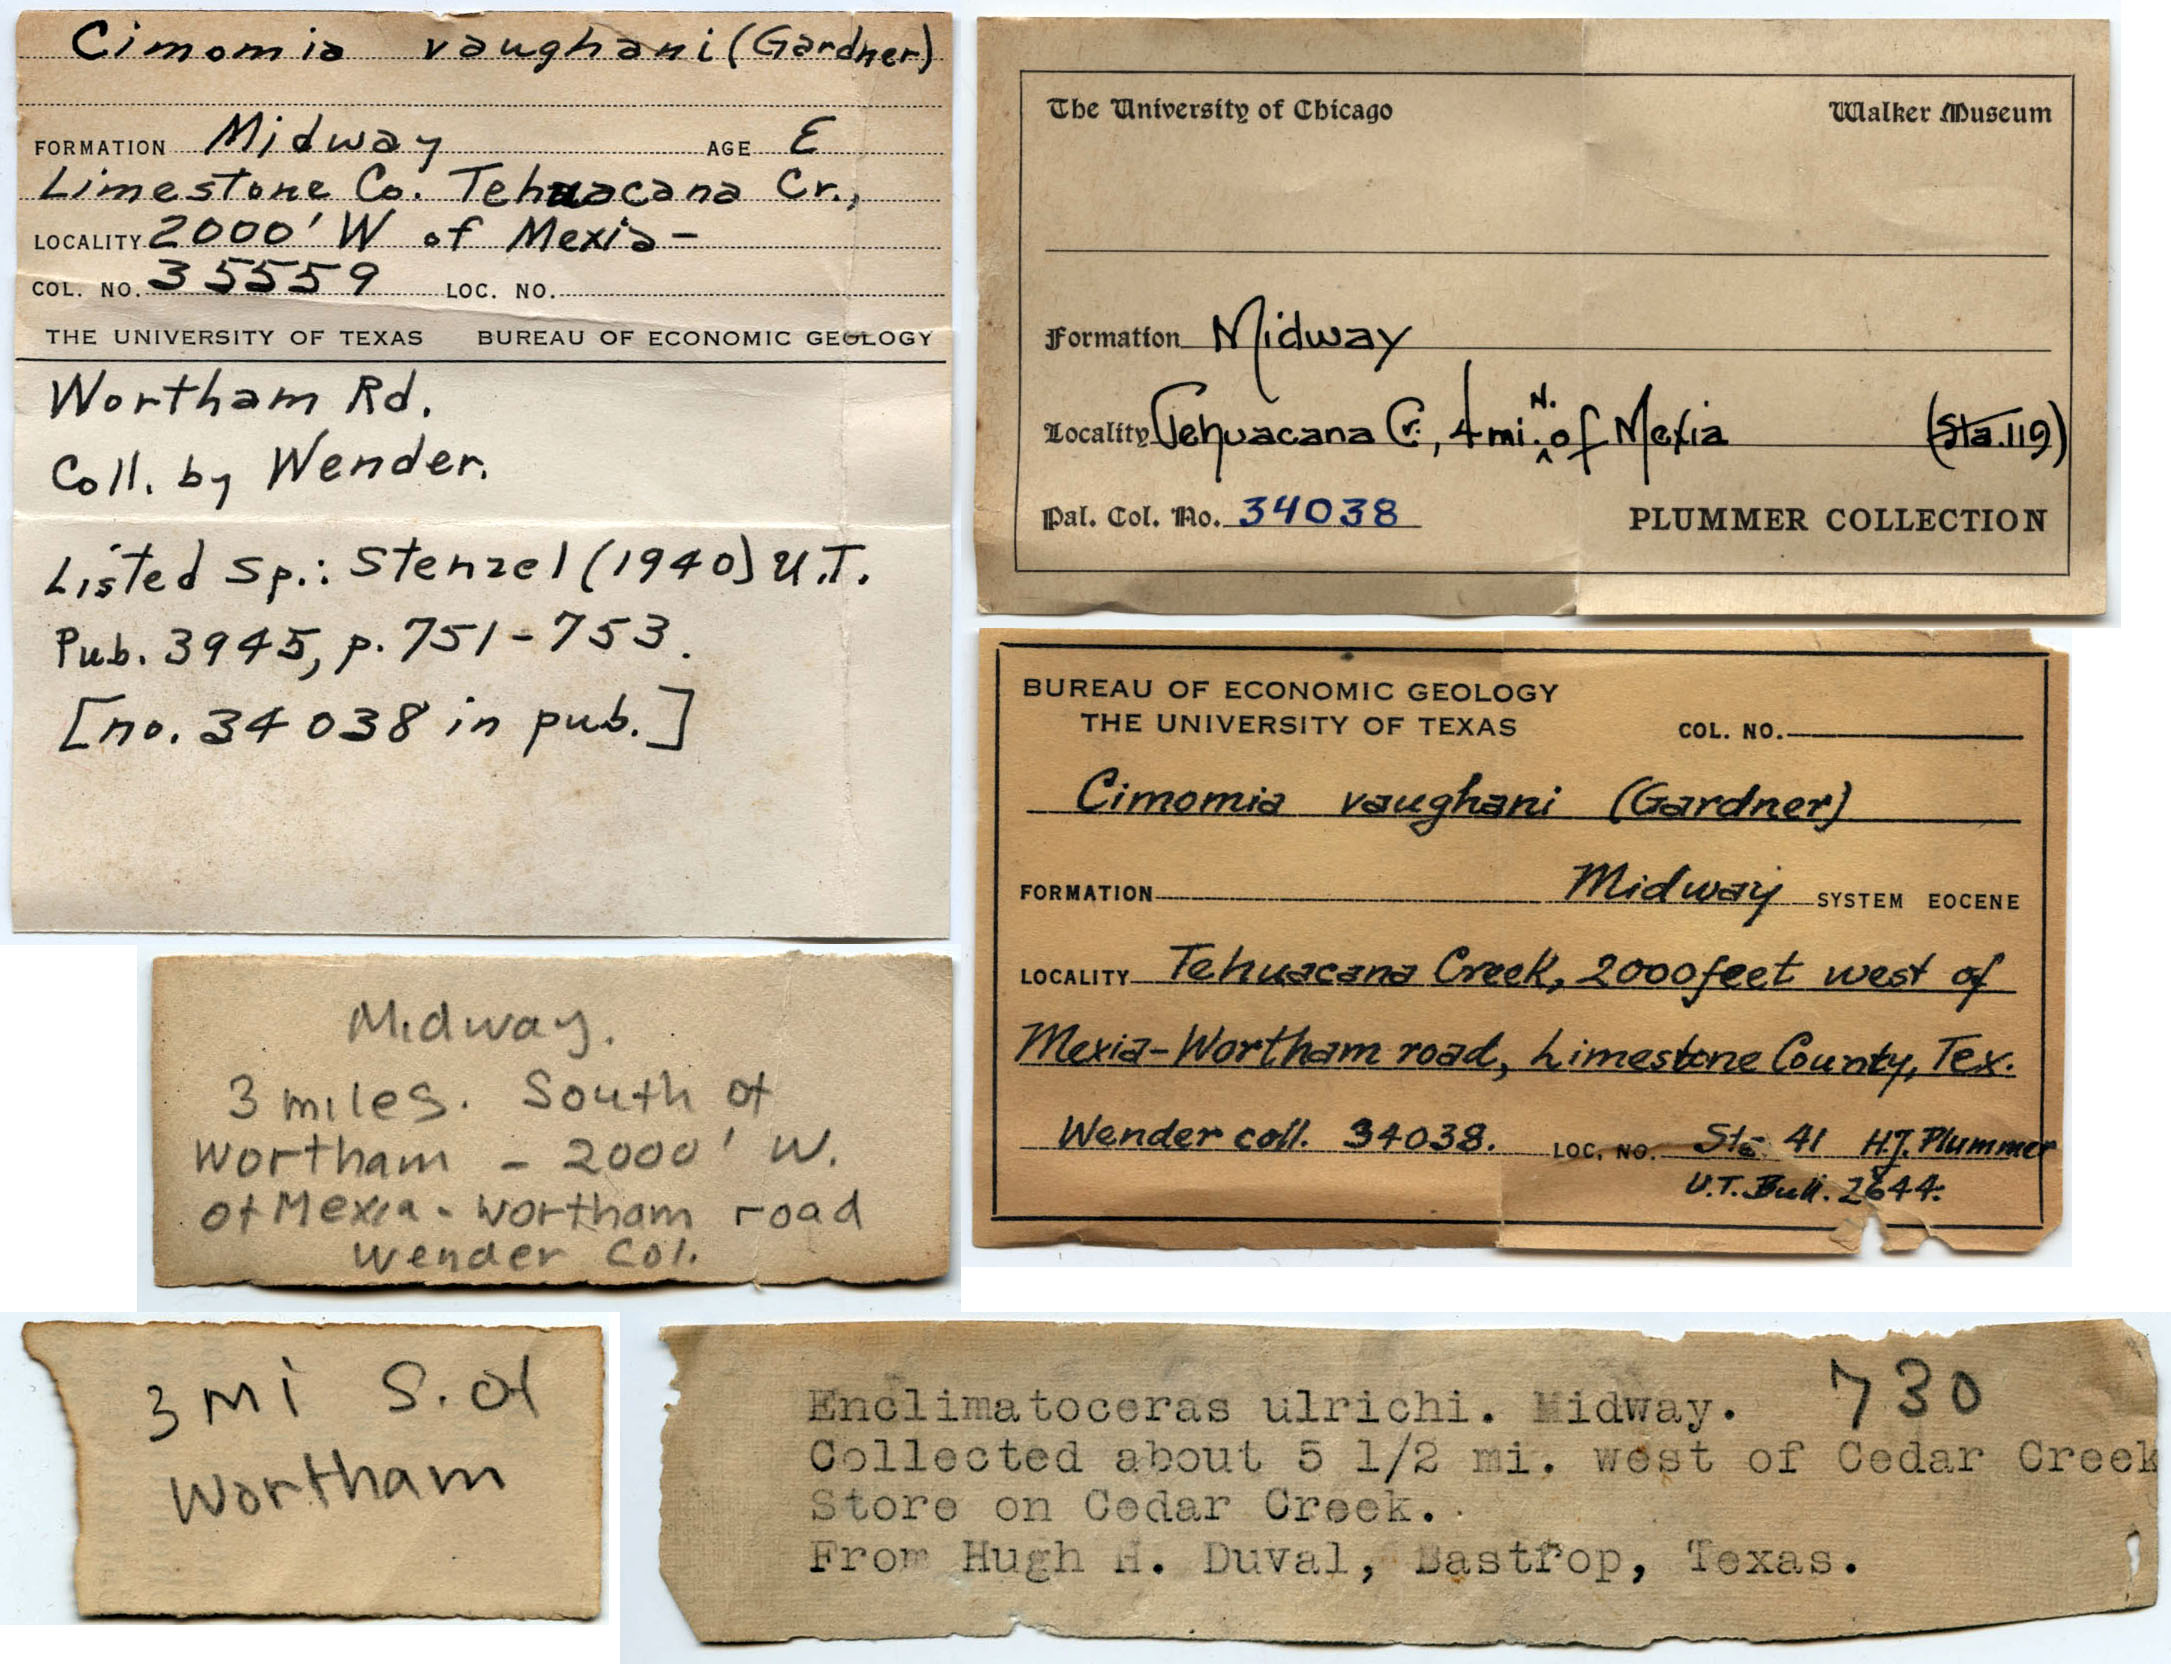 Cimomia vaughani (Gardner)
FORMATION Midway AGE E
Limestone Co. Tehuacana Cr.,
LOCALITY 2000' W of Mexia-
COL. NO. 35559 LOC. NO.
THE UNIVERSITY OF TEXAS BUREAU OF ECONOMIC GEOLOGY
Wortham Rd.
Coll. by Wender.
Listed Sp.: Stenzel (1940) U.T.
Pub. 3945, p. 751-753.
[no. 34038 in pub.]
The University of Chicago Walker Museum
Formation Midway
Locality Tehuacana Cr., 4 mi. N. of Mexia (Sta. 119)
Pal. Col. No. 34038 PLUMMER COLLECTION
BUREAU OF ECONOMIC GEOLOGY
THE UNIVERSITY OF TEXAS COL. NO.
Cimomia vaughani (Gardner)
FORMATION Midway SYSTEM EOCENE
LOCALITY Tehuacana Creek, 2000 feet west of
Mexia-Wortham road, Limestone County, Tex.
Wender coll. 34038. LOC. NO. Sta. 41 H.J. Plummer
U.T. Bull. 2644.
Midway.
3 miles. South of
Wortham - 2000' W.
of Mexia - Wortham road
Wender Col.
3 Mi S. of
Wortham
Enclimatoceras ulrichi. Midway. 730
Collected about 5 1/2 mi. west of Cedar Creek
Store on Cedar Creek.
From Hugh H. Duval, Bastrop, Texas.